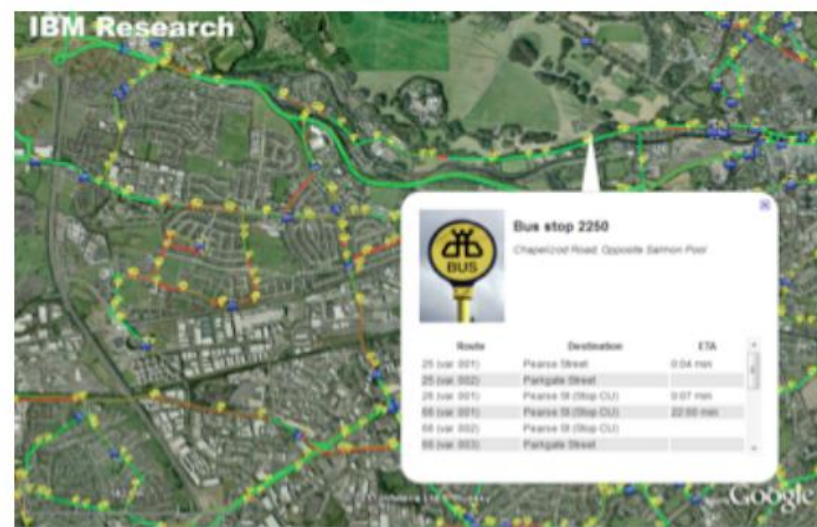 IBM Research
Bus stop 2250
Chapelizod Road, Opposite Salmon Pool
BUS
Route Destination ETA
25 (var 001) Pearse Street 0:04 min
25 (var 002) Parkgate Street
26 (var 001) Pearse St (Stop CU) 0:07 min
66 (var 001) Pearse St (Stop CU) 22:00 min
66 (var 002) Pearse St (Stop CU)
66 (var 003) Parkgate Street
Google